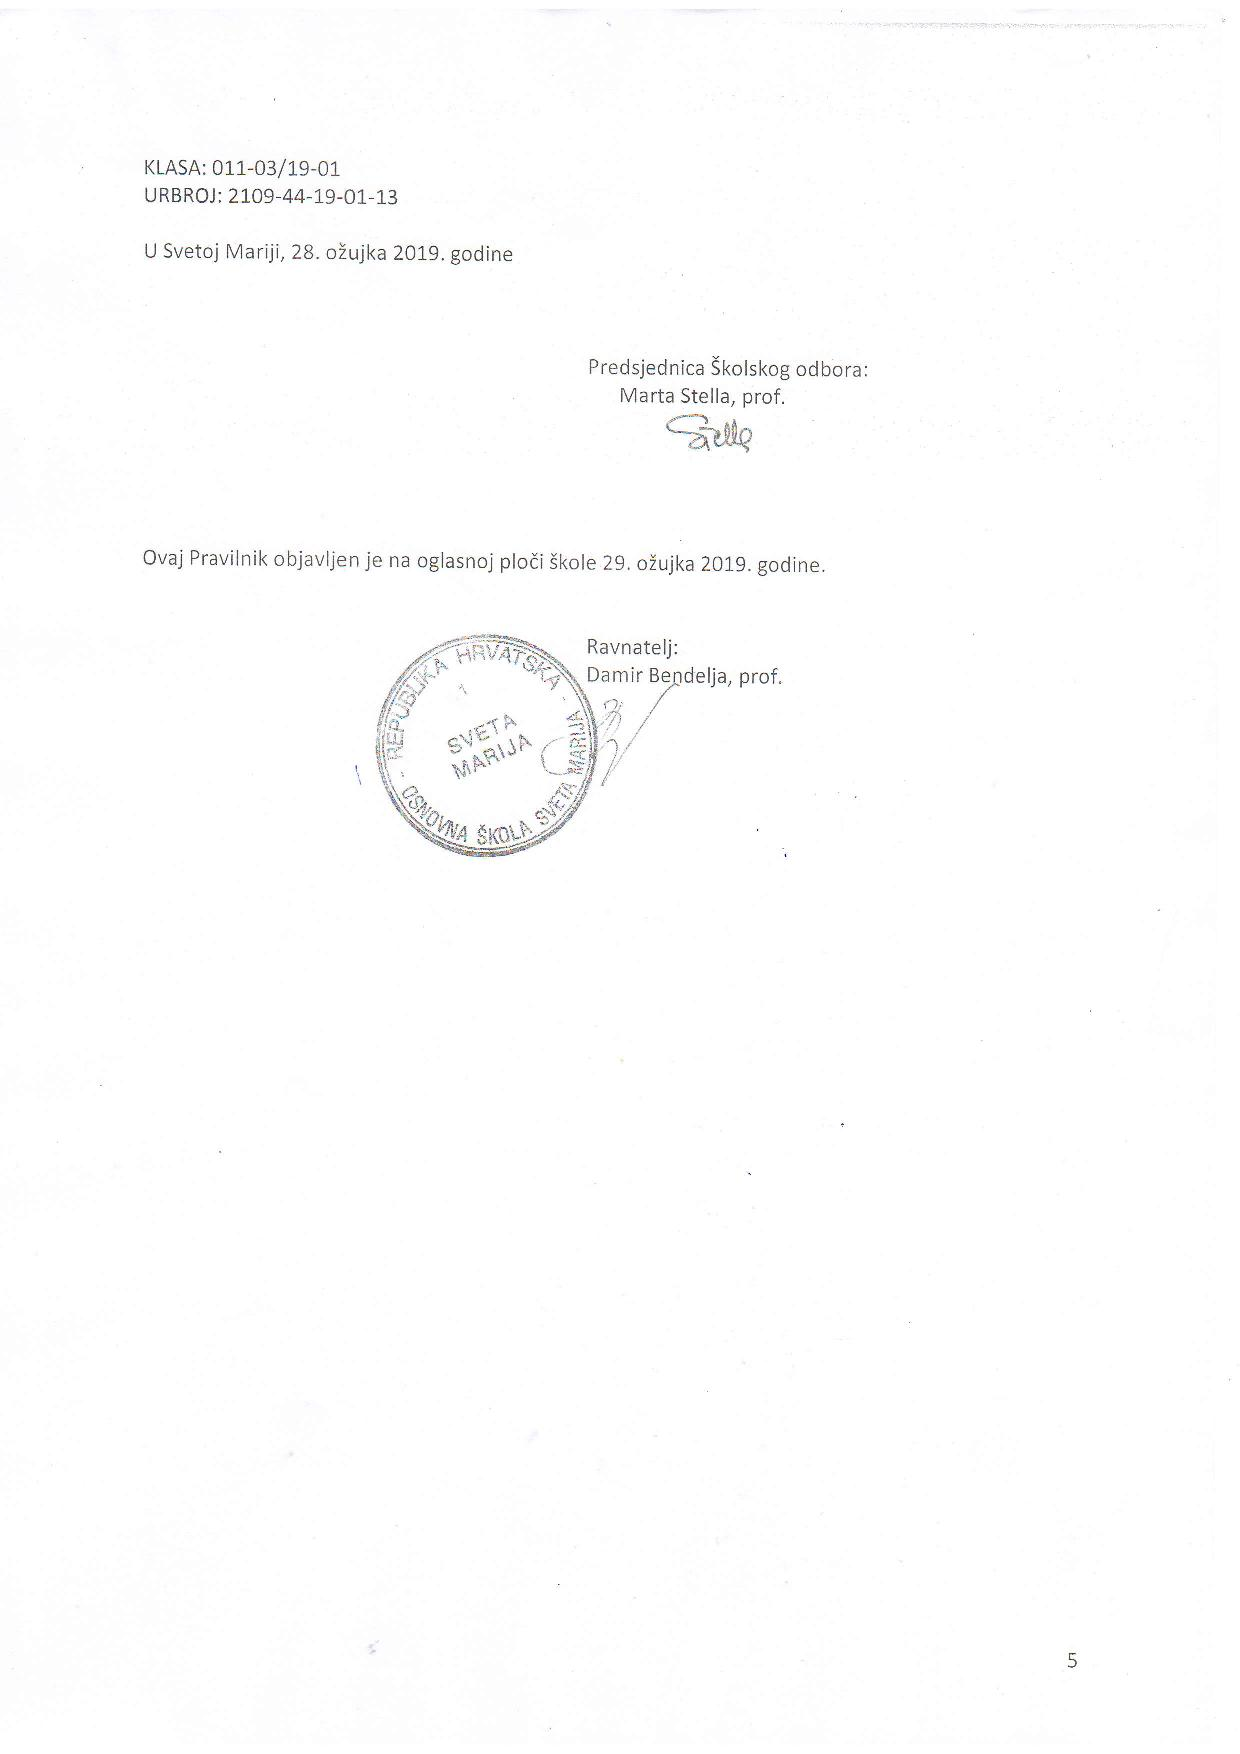 KLASA: 011-03/19-01
URBROJ: 2109-44-19-01-13
U Svetoj Mariji, 28. ožujka 2019. godine
Predsjednica Školskog odbora:
Marta Stella, prof.
Stella
Ovaj Pravilnik objavljen je na oglasnoj ploči škole 29. ožujka 2019. godine.
Ravnatelj:
Damir Bendelja, prof.
REPUBLIKA HRVATSKA -
1
SVETA
MARIJA
- OSNOVNA ŠKOLA SVETA MARIJA
5